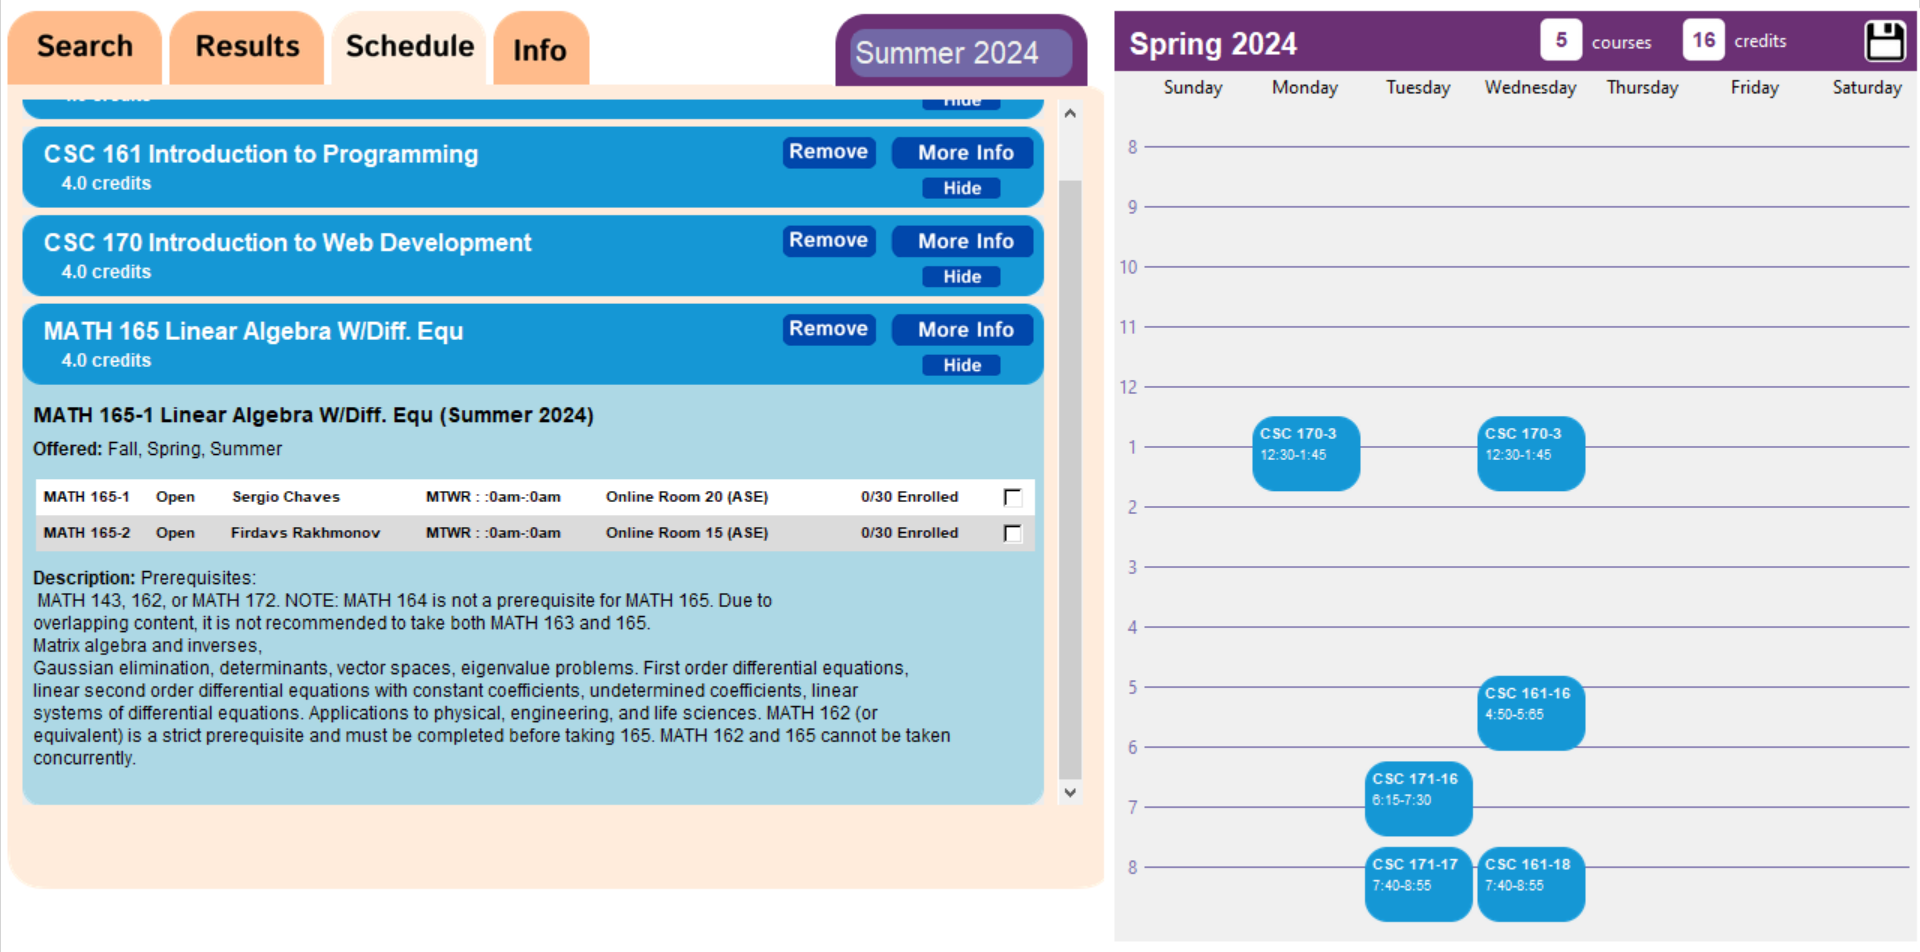 Search
Results
Schedule
Info
Summer 2024
Hide
CSC 161 Introduction to Programming
4.0 credits
Remove
More Info
Hide
CSC 170 Introduction to Web Development
4.0 credits
Remove
More Info
Hide
MATH 165 Linear Algebra W/Diff. Equ
4.0 credits
Remove
More Info
Hide
MATH 165-1 Linear Algebra W/Diff. Equ (Summer 2024)
Offered: Fall, Spring, Summer
MATH 165-1 Open Sergio Chaves MTWR : :0am-:0am Online Room 20 (ASE) 0/30 Enrolled
MATH 165-2 Open Firdavs Rakhmonov MTWR : :0am-:0am Online Room 15 (ASE) 0/30 Enrolled
Description: Prerequisites:
MATH 143, 162, or MATH 172. NOTE: MATH 164 is not a prerequisite for MATH 165. Due to
overlapping content, it is not recommended to take both MATH 163 and 165.
Matrix algebra and inverses,
Gaussian elimination, determinants, vector spaces, eigenvalue problems. First order differential equations,
linear second order differential equations with constant coefficients, undetermined coefficients, linear
systems of differential equations. Applications to physical, engineering, and life sciences. MATH 162 (or
equivalent) is a strict prerequisite and must be completed before taking 165. MATH 162 and 165 cannot be taken
concurrently.
Spring 2024
5 courses
16 credits
Sunday Monday Tuesday Wednesday Thursday Friday Saturday
8
9
10
11
12
CSC 170-3
12:30-1:45
CSC 170-3
12:30-1:45
1
2
3
4
5
CSC 161-16
4:50-5:65
6
CSC 171-16
6:15-7:30
7
8
CSC 171-17
7:40-8:55
CSC 161-18
7:40-8:55